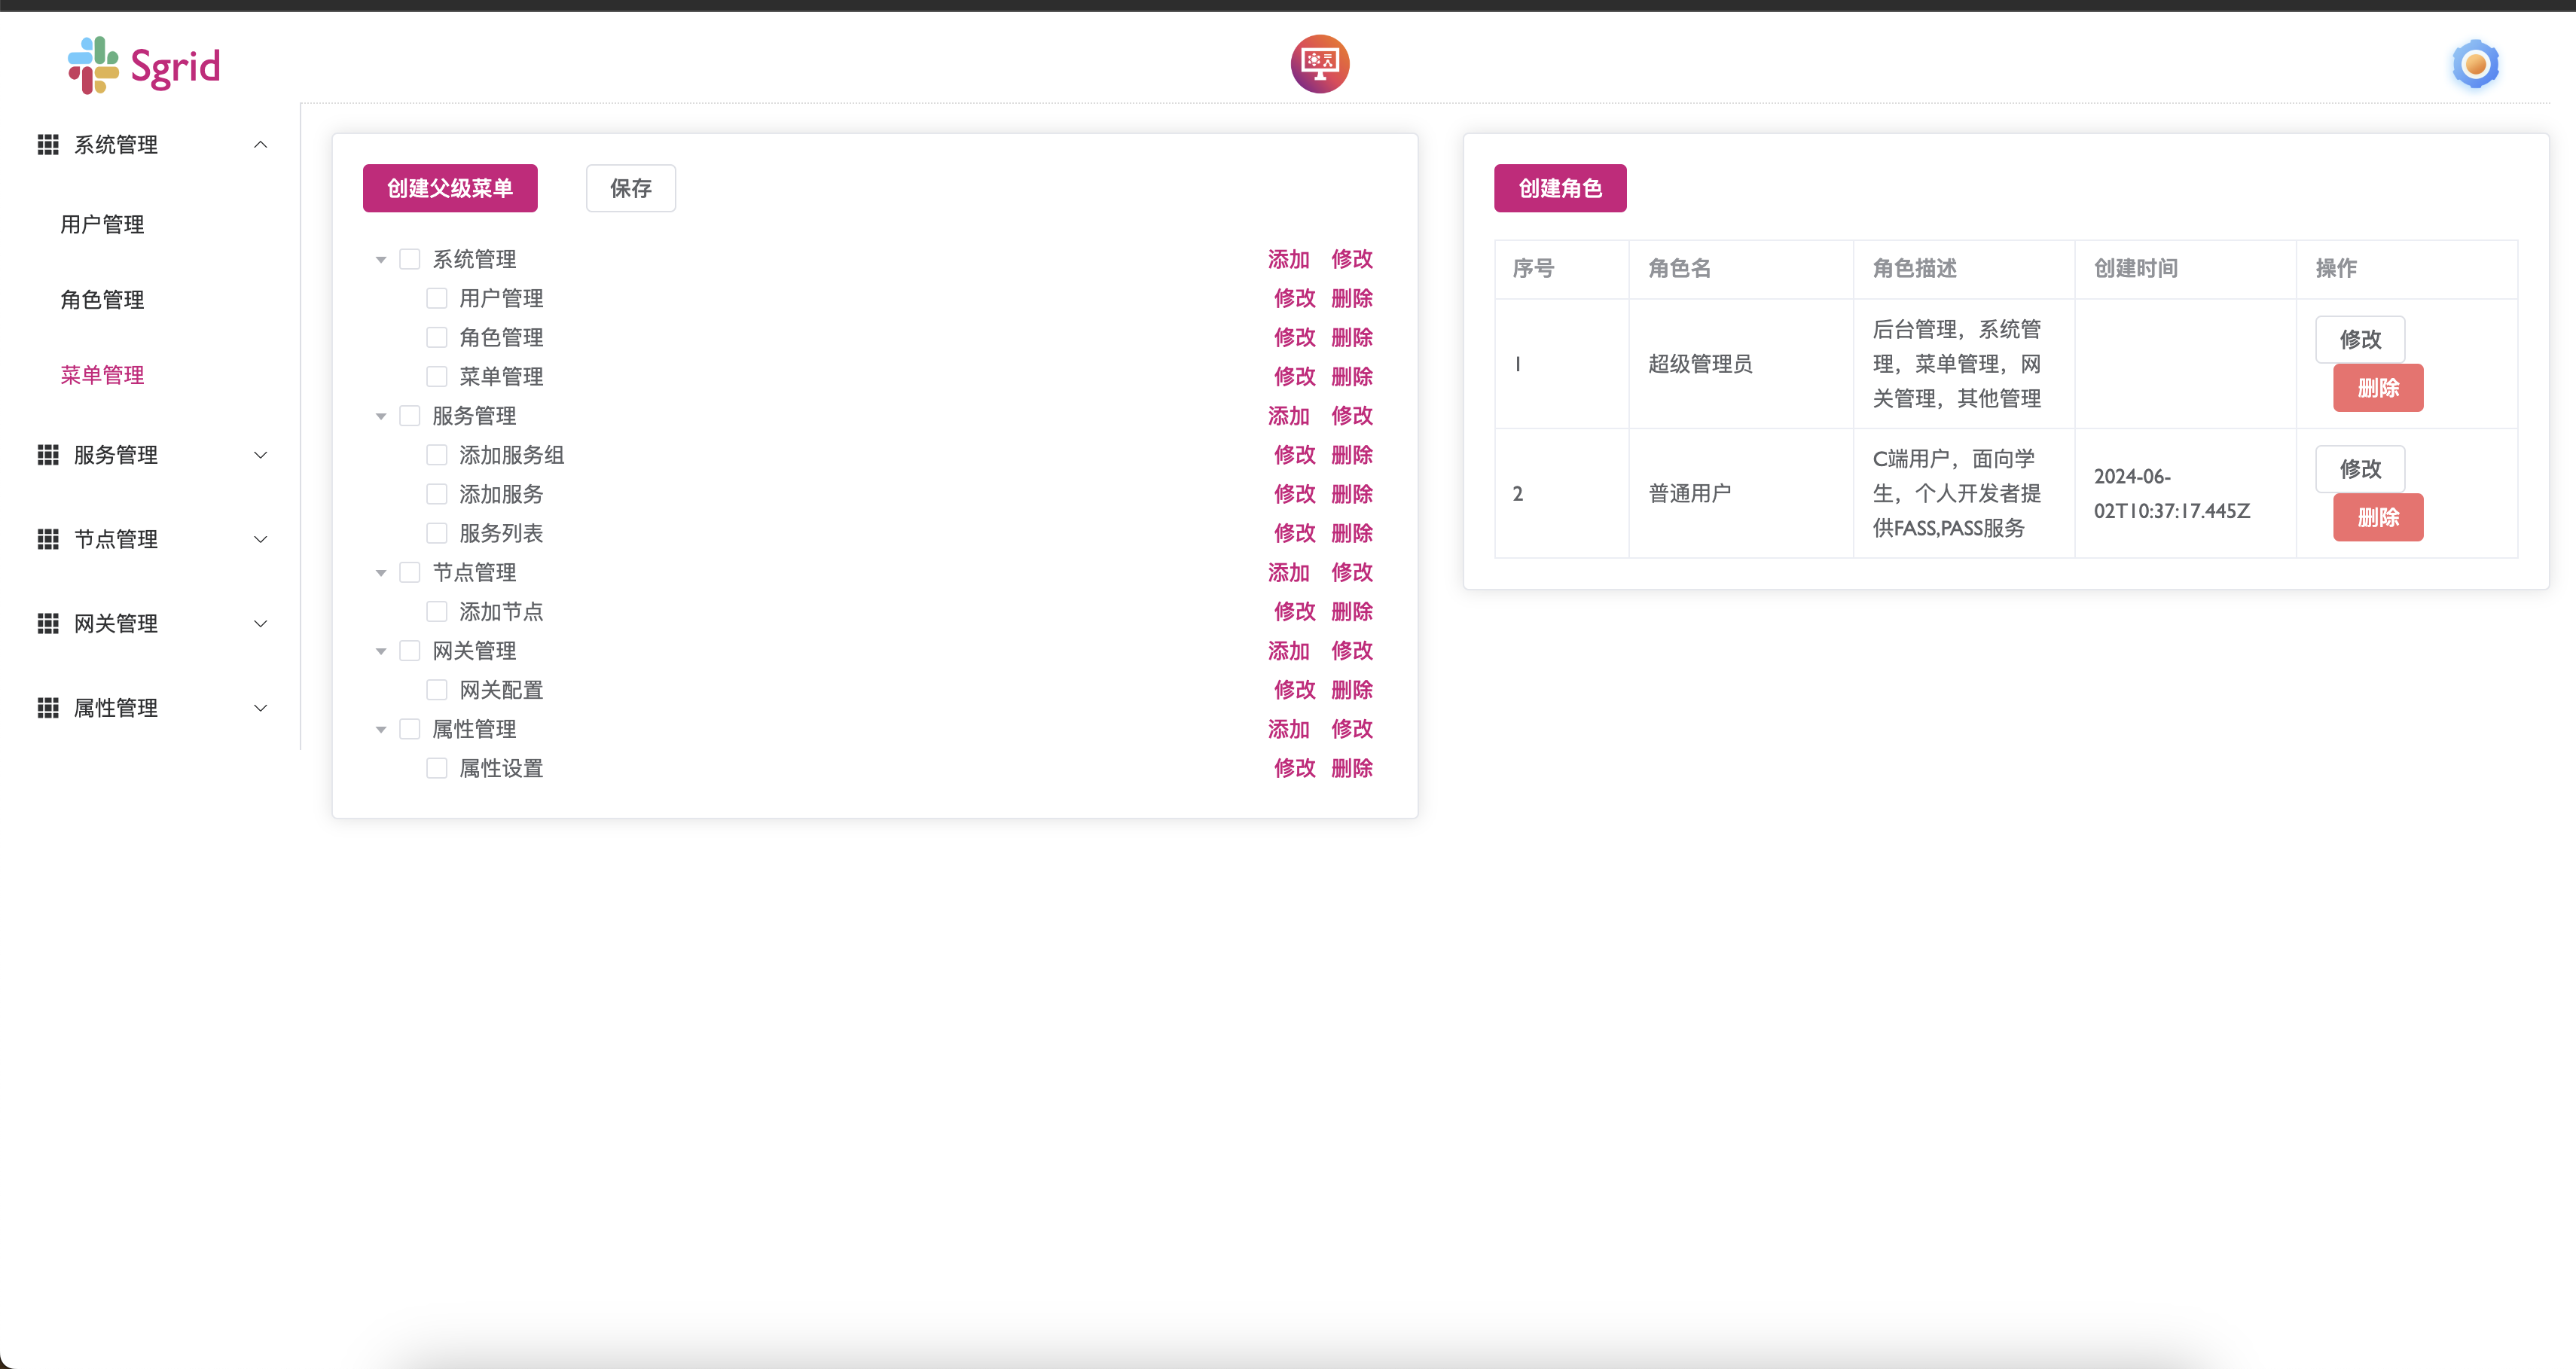 Sgrid
系统管理
用户管理
角色管理
菜单管理
服务管理
节点管理
网关管理
属性管理
创建父级菜单 保存
系统管理 添加 修改
用户管理 修改 删除
角色管理 修改 删除
菜单管理 修改 删除
服务管理 添加 修改
添加服务组 修改 删除
添加服务 修改 删除
服务列表 修改 删除
节点管理 添加 修改
添加节点 修改 删除
网关管理 添加 修改
网关配置 修改 删除
属性管理 添加 修改
属性设置 修改 删除
创建角色
序号 角色名 角色描述 创建时间 操作
1 超级管理员
后台管理，系统管
理，菜单管理，网
关管理，其他管理
修改
删除
2 普通用户
C端用户，面向学
生，个人开发者提
供FASS,PASS服务
2024-06-
02T10:37:17.445Z
修改
删除